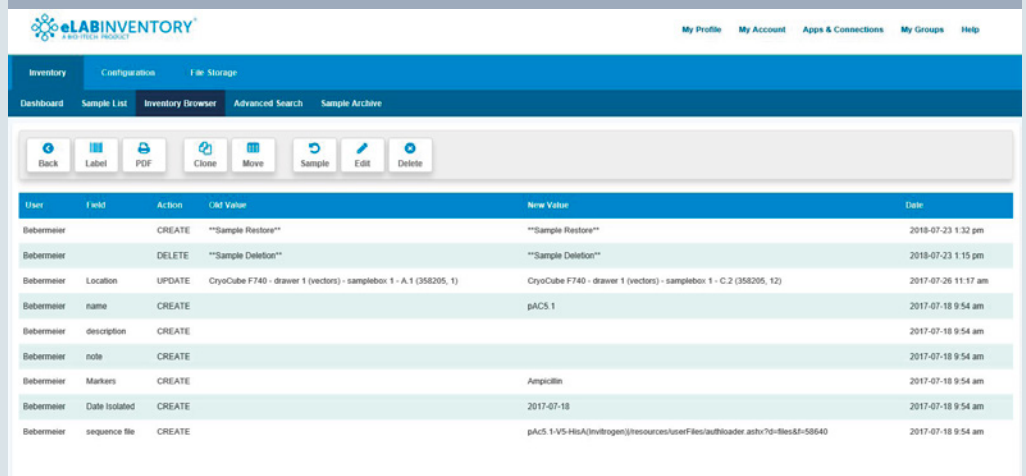 eLABINVENTORY®
A BIO-ITECH PRODUCT
My Profile My Account Apps & Connections My Groups Help
Inventory Configuration File Storage
Dashboard Sample List Inventory Browser Advanced Search Sample Archive
Back Label PDF Clone Move Sample Edit Delete
User Field Action Old Value New Value Date
Bebermeier CREATE **Sample Restore** **Sample Restore** 2018-07-23 1:32 pm
Bebermeier DELETE **Sample Deletion** **Sample Deletion** 2018-07-23 1:15 pm
Bebermeier Location UPDATE CryoCube F740 - drawer 1 (vectors) - samplebox 1 - A.1 (358205, 1) CryoCube F740 - drawer 1 (vectors) - samplebox 1 - C.2 (358205, 12) 2017-07-26 11:17 am
Bebermeier name CREATE pAC5.1 2017-07-18 9:54 am
Bebermeier description CREATE 2017-07-18 9:54 am
Bebermeier note CREATE 2017-07-18 9:54 am
Bebermeier Markers CREATE Ampicillin 2017-07-18 9:54 am
Bebermeier Date Isolated CREATE 2017-07-18 2017-07-18 9:54 am
Bebermeier sequence file CREATE pAc5.1-V5-HisA(Invitrogen)|/resources/userFiles/authloader.ashx?d=files&f=58640 2017-07-18 9:54 am